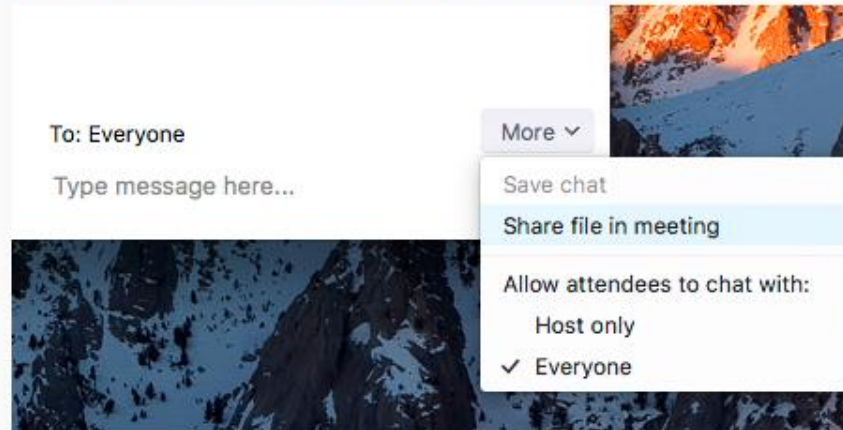 To: Everyone
More
Type message here...
Save chat
Share file in meeting
Allow attendees to chat with:
Host only
Everyone